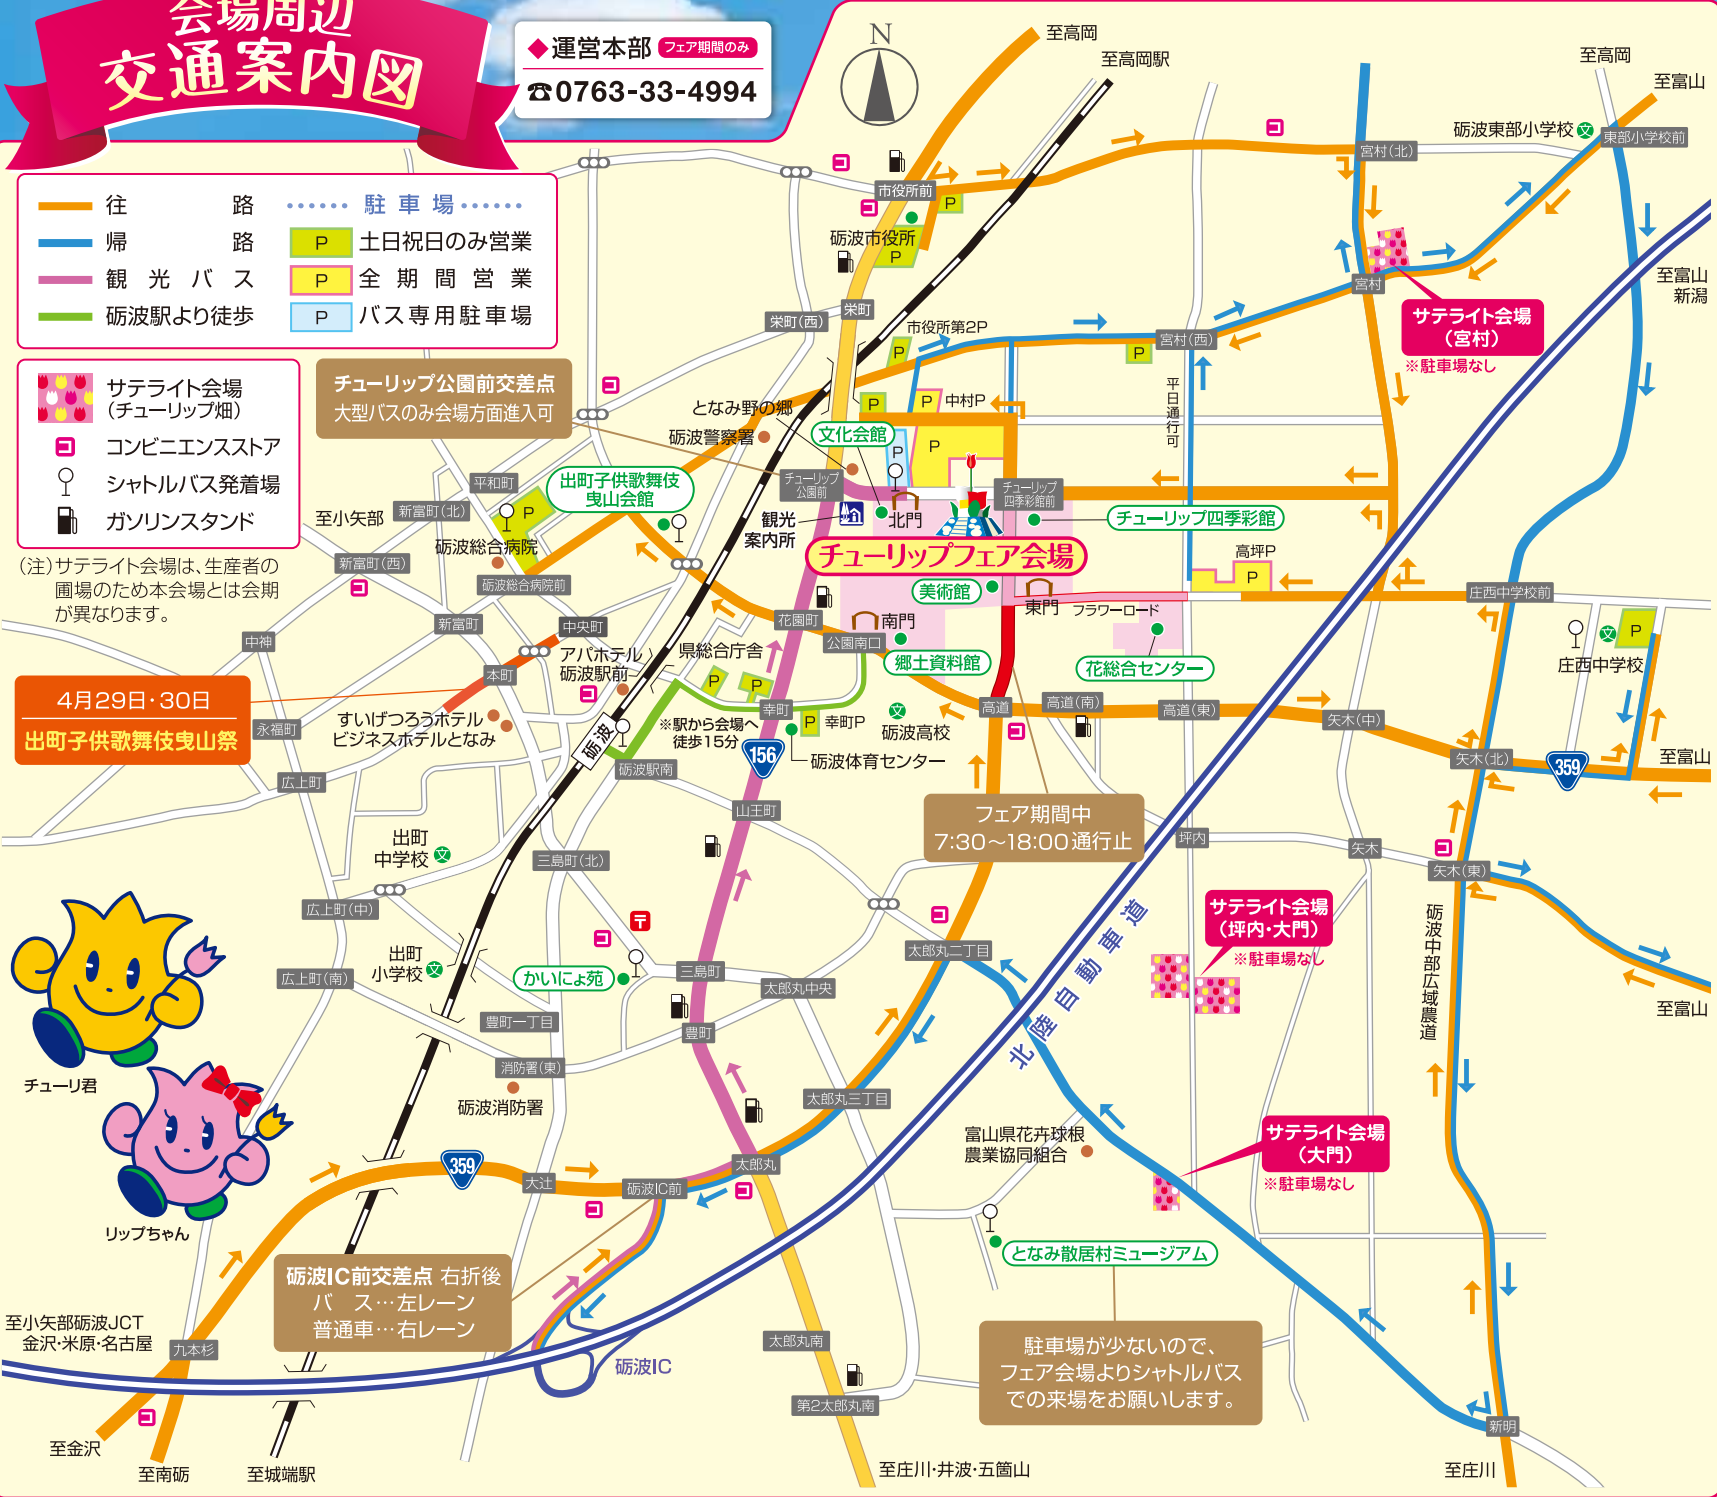 会場周辺
交通案内図
◆運営本部 フェア期間のみ
☎0763-33-4994
N
往路
帰路
観光バス
砺波駅より徒歩
駐車場
P 土日祝日のみ営業
P 全期間営業
P バス専用駐車場
サテライト会場
(チューリップ畑)
コンビニエンスストア
シャトルバス発着場
ガソリンスタンド
(注)サテライト会場は、生産者の
圃場のため本会場とは会期
が異なります。
至高岡
至高岡駅
至高岡
至富山
砺波東部小学校
文
東部小学校前
宮村(北)
市役所前
P
砺波市役所
P
宮村
至富山
新潟
サテライト会場
(宮村)
※駐車場なし
栄町(西)
栄町
市役所第2P
P
宮村(西)
P
平日通行可
チューリップ公園前交差点
大型バスのみ会場方面進入可
となみ野の郷
砺波警察署
文化会館
P
P
中村P
P
P
出町子供歌舞伎
曳山会館
チューリップ
公園前
チューリップ
四季彩館前
平和町
新富町(北)
至小矢部
P
砺波総合病院
新富町(西)
砺波総合病院前
観光
案内所
北門
チューリップ四季彩館
チューリップフェア会場
高坪P
P
美術館
東門
フラワーロード
庄西中学校前
文
P
庄西中学校
新富町
中央町
中神
花園町
南門
公園南口
郷土資料館
花総合センター
本町
アパホテル
砺波駅前
県総合庁舎
P
P
幸町
P
幸町P
※駅から会場へ
徒歩15分
文
砺波高校
高道
高道(南)
高道(東)
矢木(中)
矢木(北)
359
至富山
4月29日・30日
出町子供歌舞伎曳山祭
永福町
すいげつろうホテル
ビジネスホテルとなみ
砺波
砺波駅南
156
砺波体育センター
広上町
山王町
フェア期間中
7:30～18:00通行止
出町
中学校
文
三島町(北)
坪内
矢木
矢木(東)
広上町(中)
サテライト会場
(坪内・大門)
※駐車場なし
砺波中部広域農道
北陸自動車道
太郎丸二丁目
出町
小学校
文
〒
かいにょ苑
三島町
太郎丸中央
広上町(南)
豊町一丁目
豊町
至富山
消防署(東)
砺波消防署
太郎丸三丁目
チューリ君
リップちゃん
富山県花卉球根
農業協同組合
サテライト会場
(大門)
※駐車場なし
359
大辻
砺波IC前
太郎丸
となみ散居村ミュージアム
砺波IC前交差点 右折後
バス…左レーン
普通車…右レーン
至小矢部砺波JCT
金沢・米原・名古屋
九本杉
砺波IC
太郎丸南
第2太郎丸南
駐車場が少ないので、
フェア会場よりシャトルバス
での来場をお願いします。
新明
至金沢
至南砺
至城端駅
至庄川・井波・五箇山
至庄川